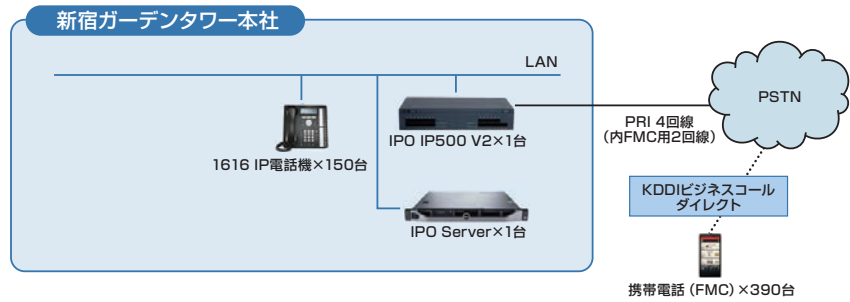 新宿ガーデンタワー本社
LAN
PSTN
PRI 4回線
(内FMC用2回線)
IPO IP500 V2×1台
1616 IP電話機×150台
KDDIビジネスコール
ダイレクト
IPO Server×1台
携帯電話(FMC)×390台